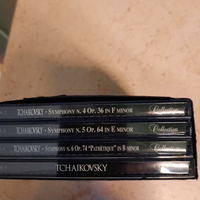 TCHAIKOVSKY - SYMPHONY N. 4 OP. 36 IN F MINOR Collection
TCHAIKOVSKY - SYMPHONY N. 5 OP. 64 IN E MINOR Collection
TCHAIKOVSKY - SYMPHONY N. 6 OP. 74 "PATHÉTIQUE" IN B MINOR Collection
TCHAIKOVSKY